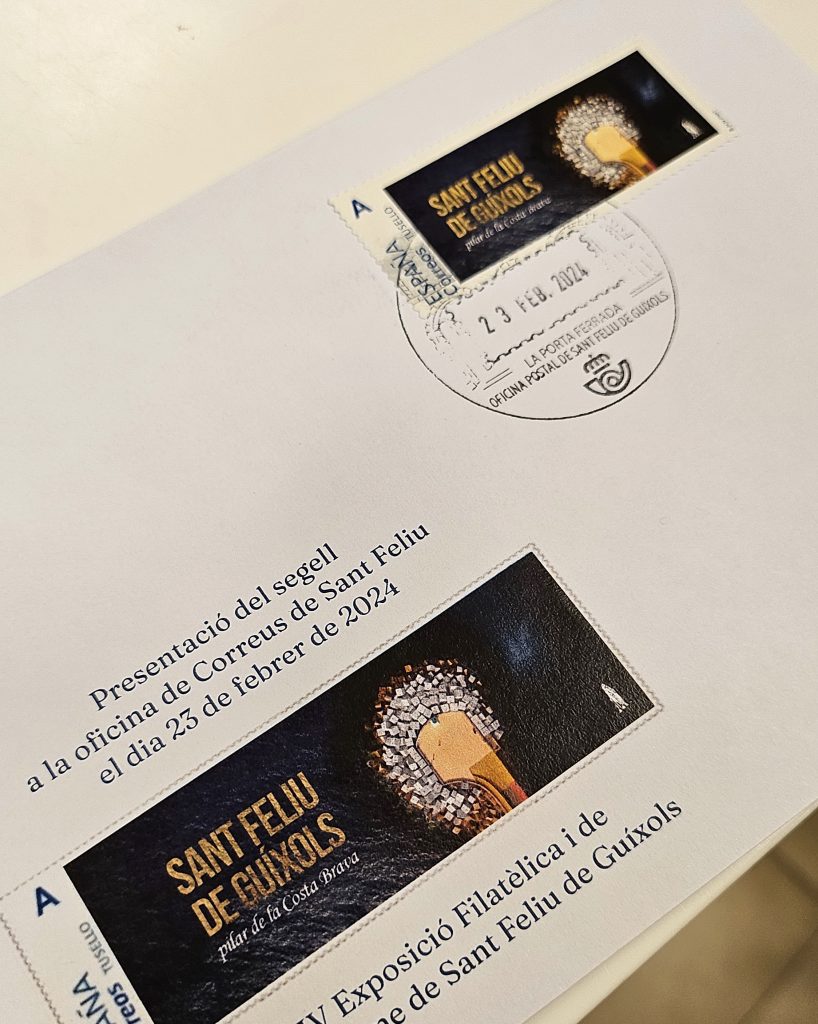 A
SANT FELIU
DE GUÍXOLS
pilar de la Costa Brava
TUSELLO
Correos
ESPAÑA
23 FEB. 2024
LA PORTA FERRADA
OFICINA POSTAL DE SANT FELIU DE GUIXOLS
Presentació del segell
a la oficina de Correus de Sant Feliu
el dia 23 de febrer de 2024
A
SANT FELIU
DE GUÍXOLS
pilar de la Costa Brava
TUSELLO
Exposició Filatèlica i de
de Sant Feliu de Guíxols